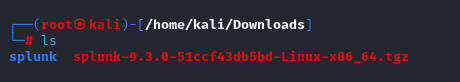 ┌──(root㉿kali)-[/home/kali/Downloads]
└─# ls
splunk  splunk-9.3.0-51ccf43db5bd-Linux-x86_64.tgz